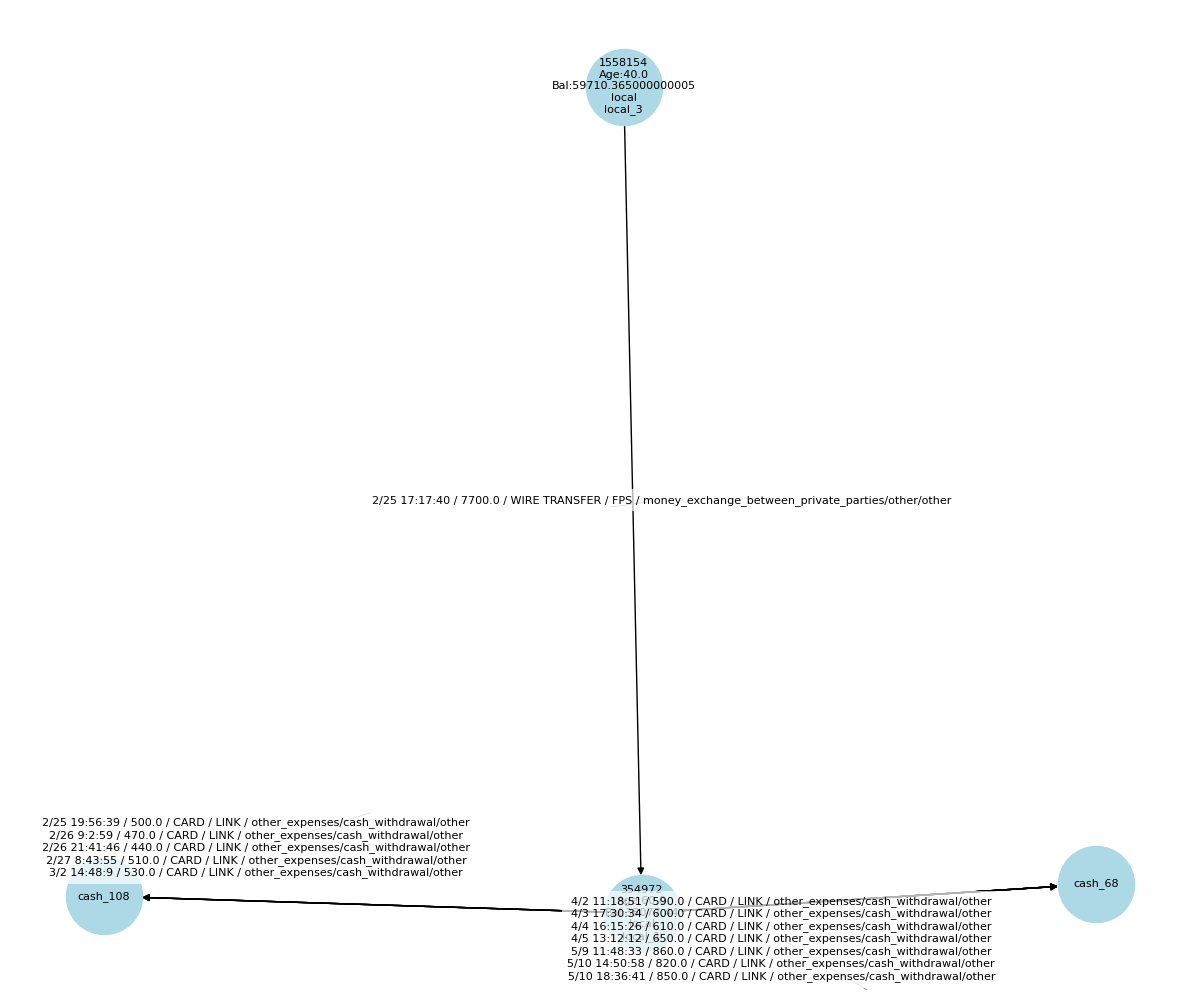 1558154
Age:40.0
Bal:59710.365000000005
local
local_3
2/25 17:17:40 / 7700.0 / WIRE TRANSFER / FPS / money_exchange_between_private_parties/other/other
2/25 19:56:39 / 500.0 / CARD / LINK / other_expenses/cash_withdrawal/other
2/26 9:2:59 / 470.0 / CARD / LINK / other_expenses/cash_withdrawal/other
2/26 21:41:46 / 440.0 / CARD / LINK / other_expenses/cash_withdrawal/other
2/27 8:43:55 / 510.0 / CARD / LINK / other_expenses/cash_withdrawal/other
3/2 14:48:9 / 530.0 / CARD / LINK / other_expenses/cash_withdrawal/other
cash_108
354972
cash_68
4/2 11:18:51 / 590.0 / CARD / LINK / other_expenses/cash_withdrawal/other
4/3 17:30:34 / 600.0 / CARD / LINK / other_expenses/cash_withdrawal/other
4/4 16:15:26 / 610.0 / CARD / LINK / other_expenses/cash_withdrawal/other
4/5 13:12:12 / 650.0 / CARD / LINK / other_expenses/cash_withdrawal/other
5/9 11:48:33 / 860.0 / CARD / LINK / other_expenses/cash_withdrawal/other
5/10 14:50:58 / 820.0 / CARD / LINK / other_expenses/cash_withdrawal/other
5/10 18:36:41 / 850.0 / CARD / LINK / other_expenses/cash_withdrawal/other